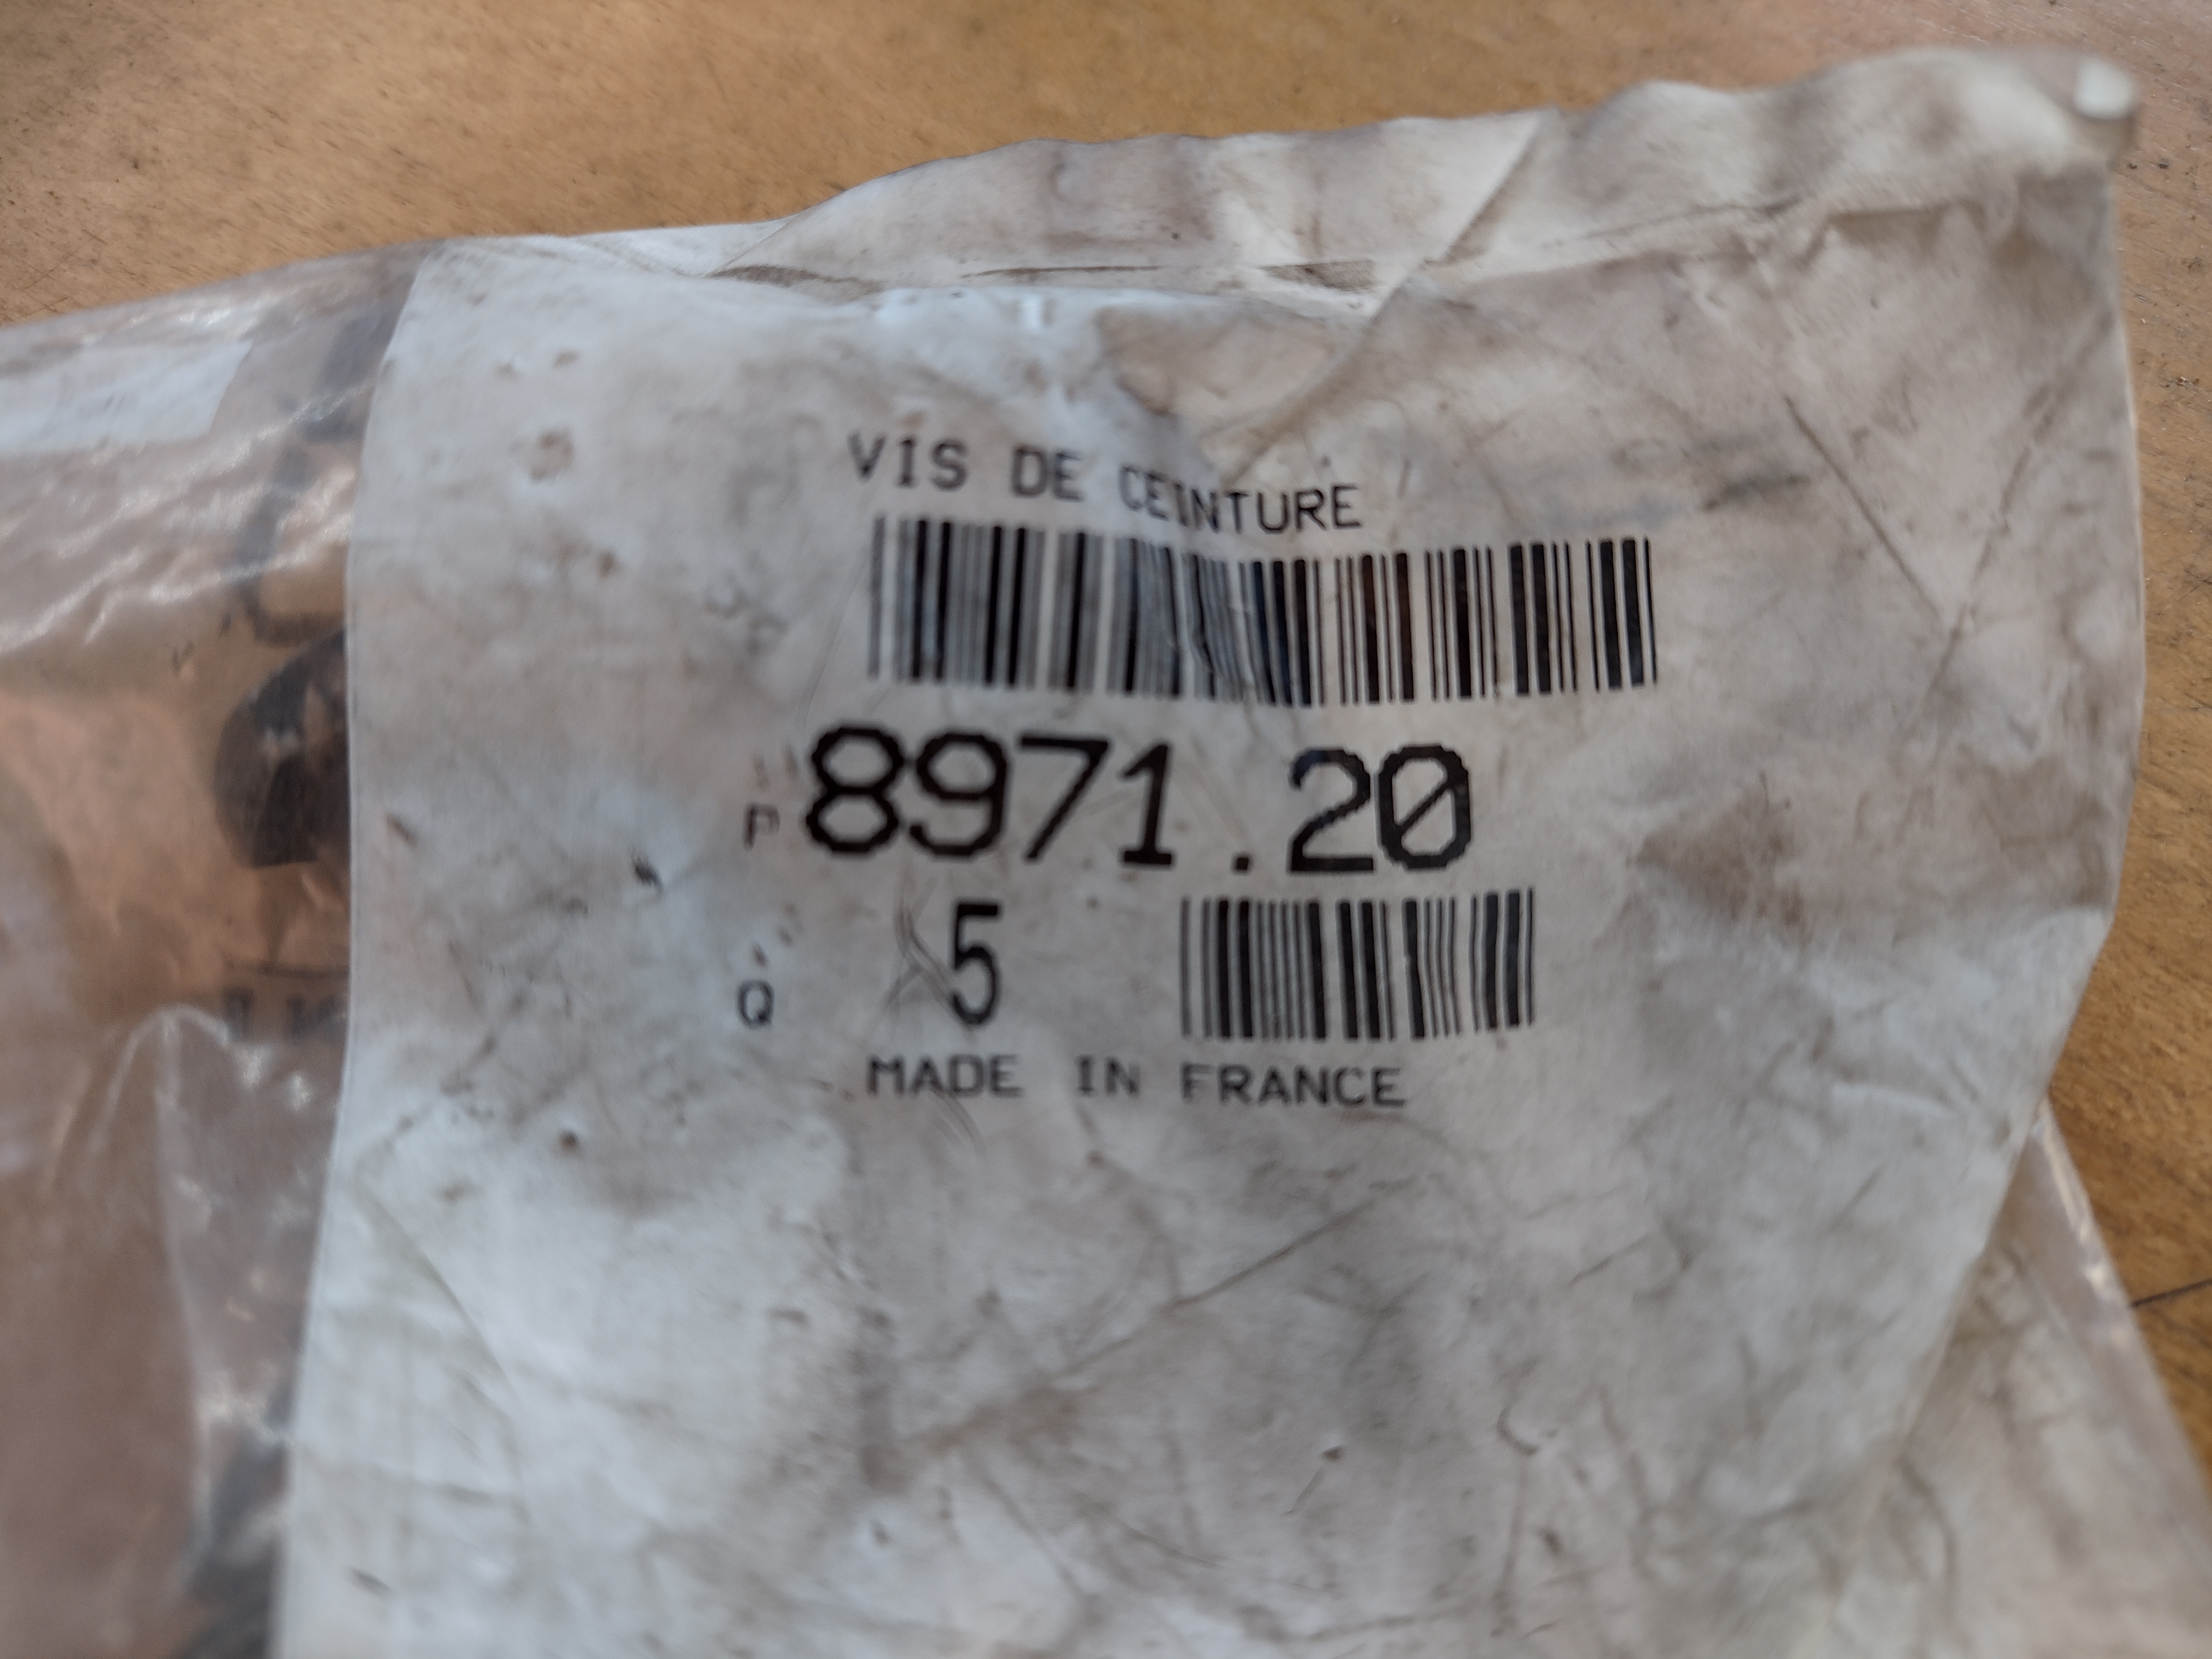 VIS DE CEINTURE
P 8971.20
Q 5
MADE IN FRANCE